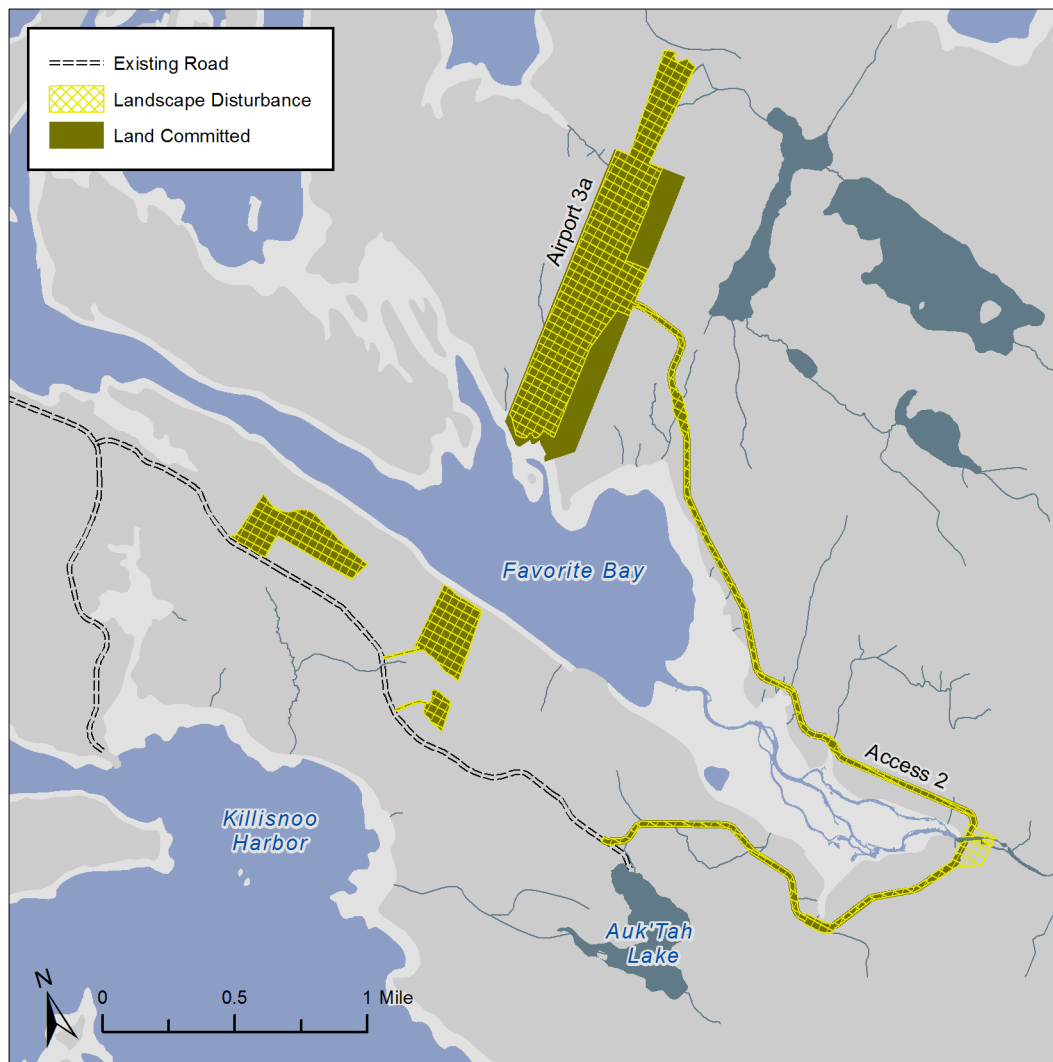 Existing Road
Landscape Disturbance
Land Committed
Airport 3a
Favorite Bay
Access 2
Killisnoo
Harbor
Auk'Tah
Lake
N
0 0.5 1 Mile